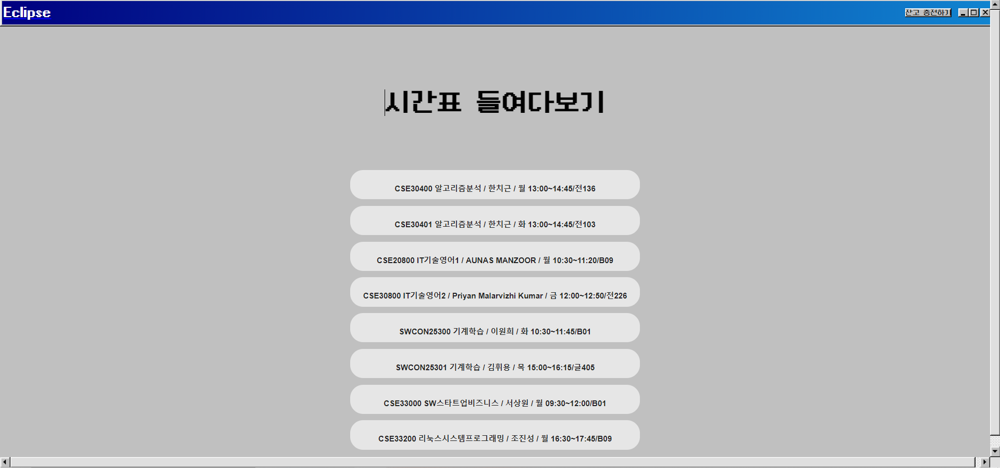 Eclipse
잔고 충전하기
시간표 들여다보기
CSE30400 알고리즘분석 / 한치근 / 월 13:00~14:45/전136
CSE30401 알고리즘분석 / 한치근 / 화 13:00~14:45/전103
CSE20800 IT기술영어1 / AUNAS MANZOOR / 월 10:30~11:20/B09
CSE30800 IT기술영어2 / Priyan Malarvizhi Kumar / 금 12:00~12:50/전226
SWCON25300 기계학습 / 이원희 / 화 10:30~11:45/B01
SWCON25301 기계학습 / 김휘용 / 목 15:00~16:15/글405
CSE33000 SW스타트업비즈니스 / 서상원 / 월 09:30~12:00/B01
CSE33200 리눅스시스템프로그래밍 / 조진성 / 월 16:30~17:45/B09